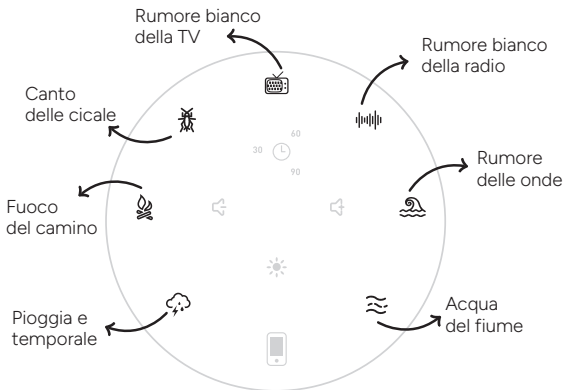 Rumore bianco
della TV
Rumore bianco
della radio
Canto
delle cicale
60
30
90
Rumore
delle onde
Fuoco
del camino
Pioggia e
temporale
Acqua
del fiume